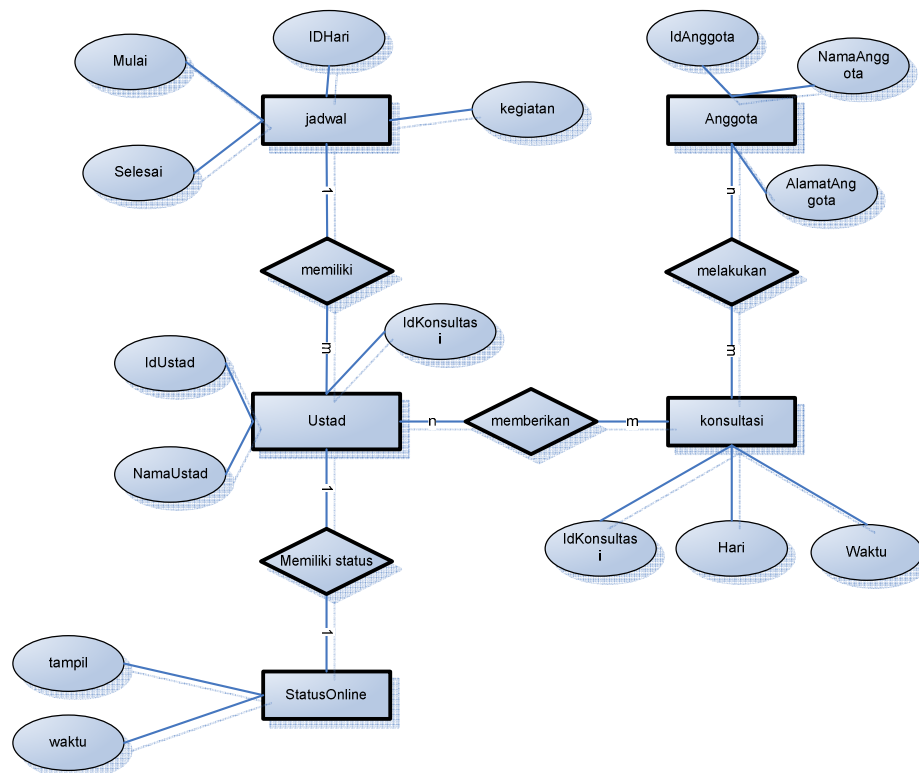 IDHari
IdAnggota
Mulai
NamaAngg
ota
jadwal
kegiatan
Anggota
Selesai
AlamatAng
gota
1
n
memiliki
melakukan
m
m
IdKonsultas
i
IdUstad
Ustad
n
memberikan
m
konsultasi
NamaUstad
1
IdKonsultas
i
Hari
Waktu
Memiliki status
1
tampil
StatusOnline
waktu